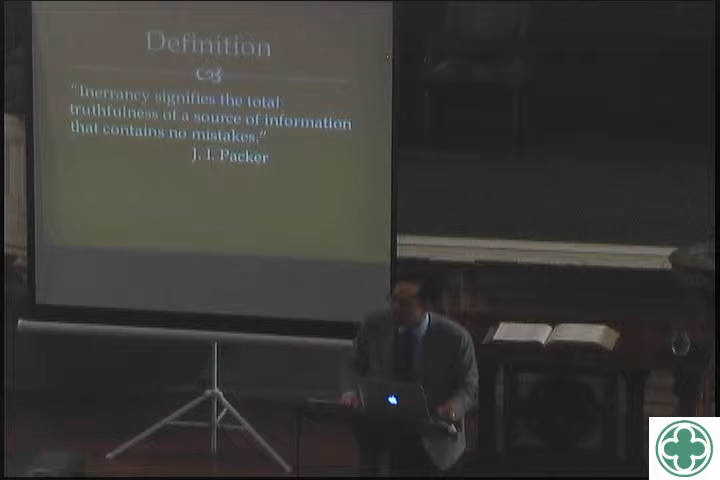 Definition
“Inerrancy signifies the total
truthfulness of a source of information
that contains no mistakes.”
J. I. Packer